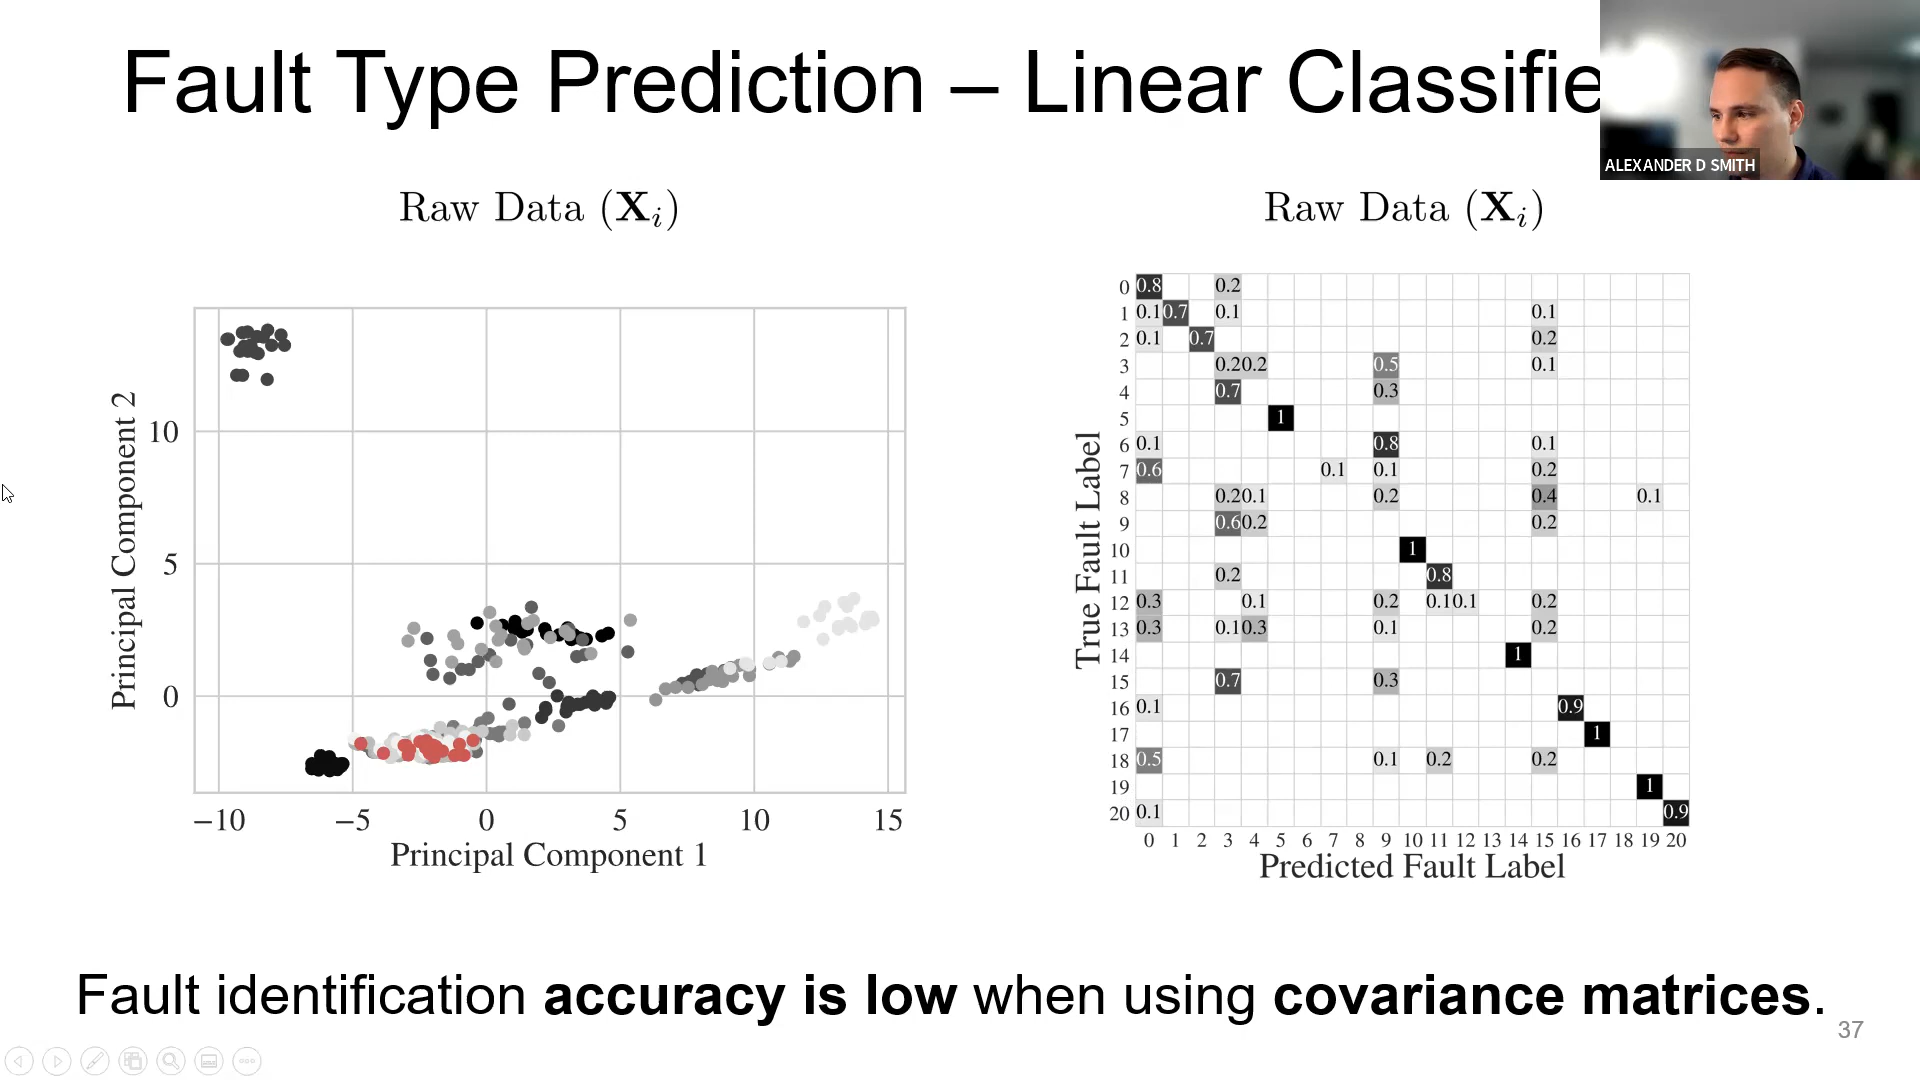 Fault Type Prediction – Linear Classifie
ALEXANDER D SMITH
Raw Data (Xᵢ)
Principal Component 2
10
5
0
−10 −5 0 5 10 15
Principal Component 1
Raw Data (Xᵢ)
True Fault Label
0 0.8 0.2
1 0.1 0.7 0.1 0.1
2 0.1 0.7 0.2
3 0.2 0.2 0.5 0.1
4 0.7 0.3
5 1
6 0.1 0.8 0.1
7 0.6 0.1 0.1 0.2
8 0.2 0.1 0.2 0.4 0.1
9 0.6 0.2 0.2
10 1
11 0.2 0.8
12 0.3 0.1 0.2 0.1 0.1 0.2
13 0.3 0.1 0.3 0.1 0.2
14 1
15 0.7 0.3
16 0.1 0.9
17 1
18 0.5 0.1 0.2 0.2
19 1
20 0.1 0.9
0 1 2 3 4 5 6 7 8 9 10 11 12 13 14 15 16 17 18 19 20
Predicted Fault Label
Fault identification accuracy is low when using covariance matrices.
37